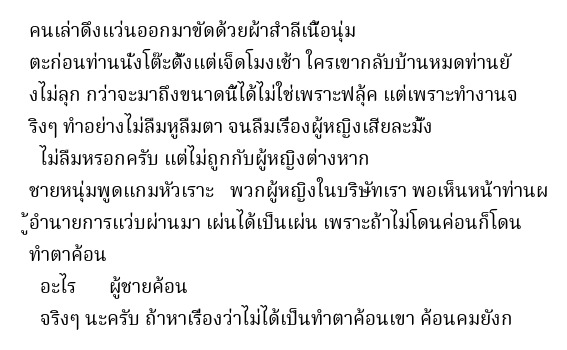 คนเล่าดึงแว่นออกมาขัดด้วยผ้าสำลีเนื้อนุ่ม
ตะก่อนท่านนั่งโต๊ะตั้งแต่เจ็ดโมงเช้า ใครเขากลับบ้านหมดท่านยั
งไม่ลุก กว่าจะมาถึงขนาดนี้ได้ไม่ใช่เพราะฟลุ้ค แต่เพราะทำงานจ
ริงๆ ทำอย่างไม่ลืมหูลืมตา จนลืมเรื่องผู้หญิงเสียละมั้ง
ไม่ลืมหรอกครับ แต่ไม่ถูกกับผู้หญิงต่างหาก
ชายหนุ่มพูดแกมหัวเราะ พวกผู้หญิงในบริษัทเรา พอเห็นหน้าท่านผ
ู้อำนายการแว่บผ่านมา เผ่นได้เป็นเผ่น เพราะถ้าไม่โดนค่อนก็โดน
ทำตาค้อน
อะไร ผู้ชายค้อน
จริงๆ นะครับ ถ้าหาเรื่องว่าไม่ได้เป็นทำตาค้อนเขา ค้อนคมยังก